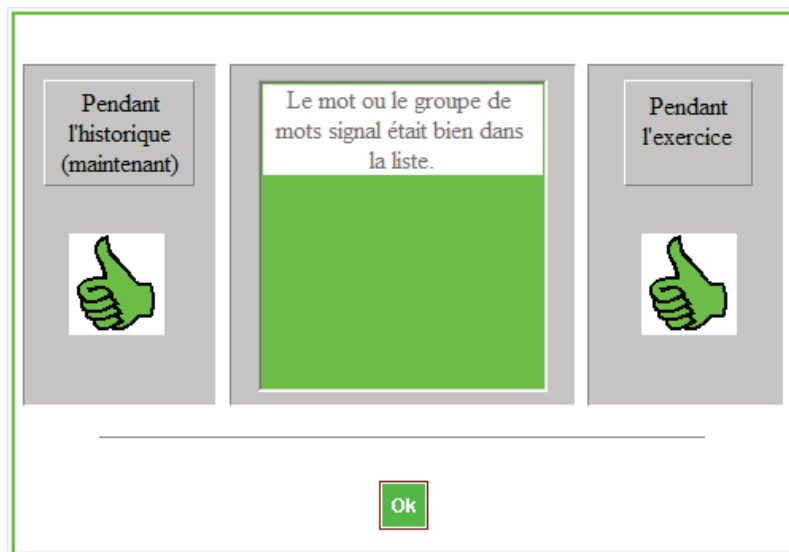 Pendant
l'historique
(maintenant)
Le mot ou le groupe de
mots signal était bien dans
la liste.
Pendant
l'exercice
Ok